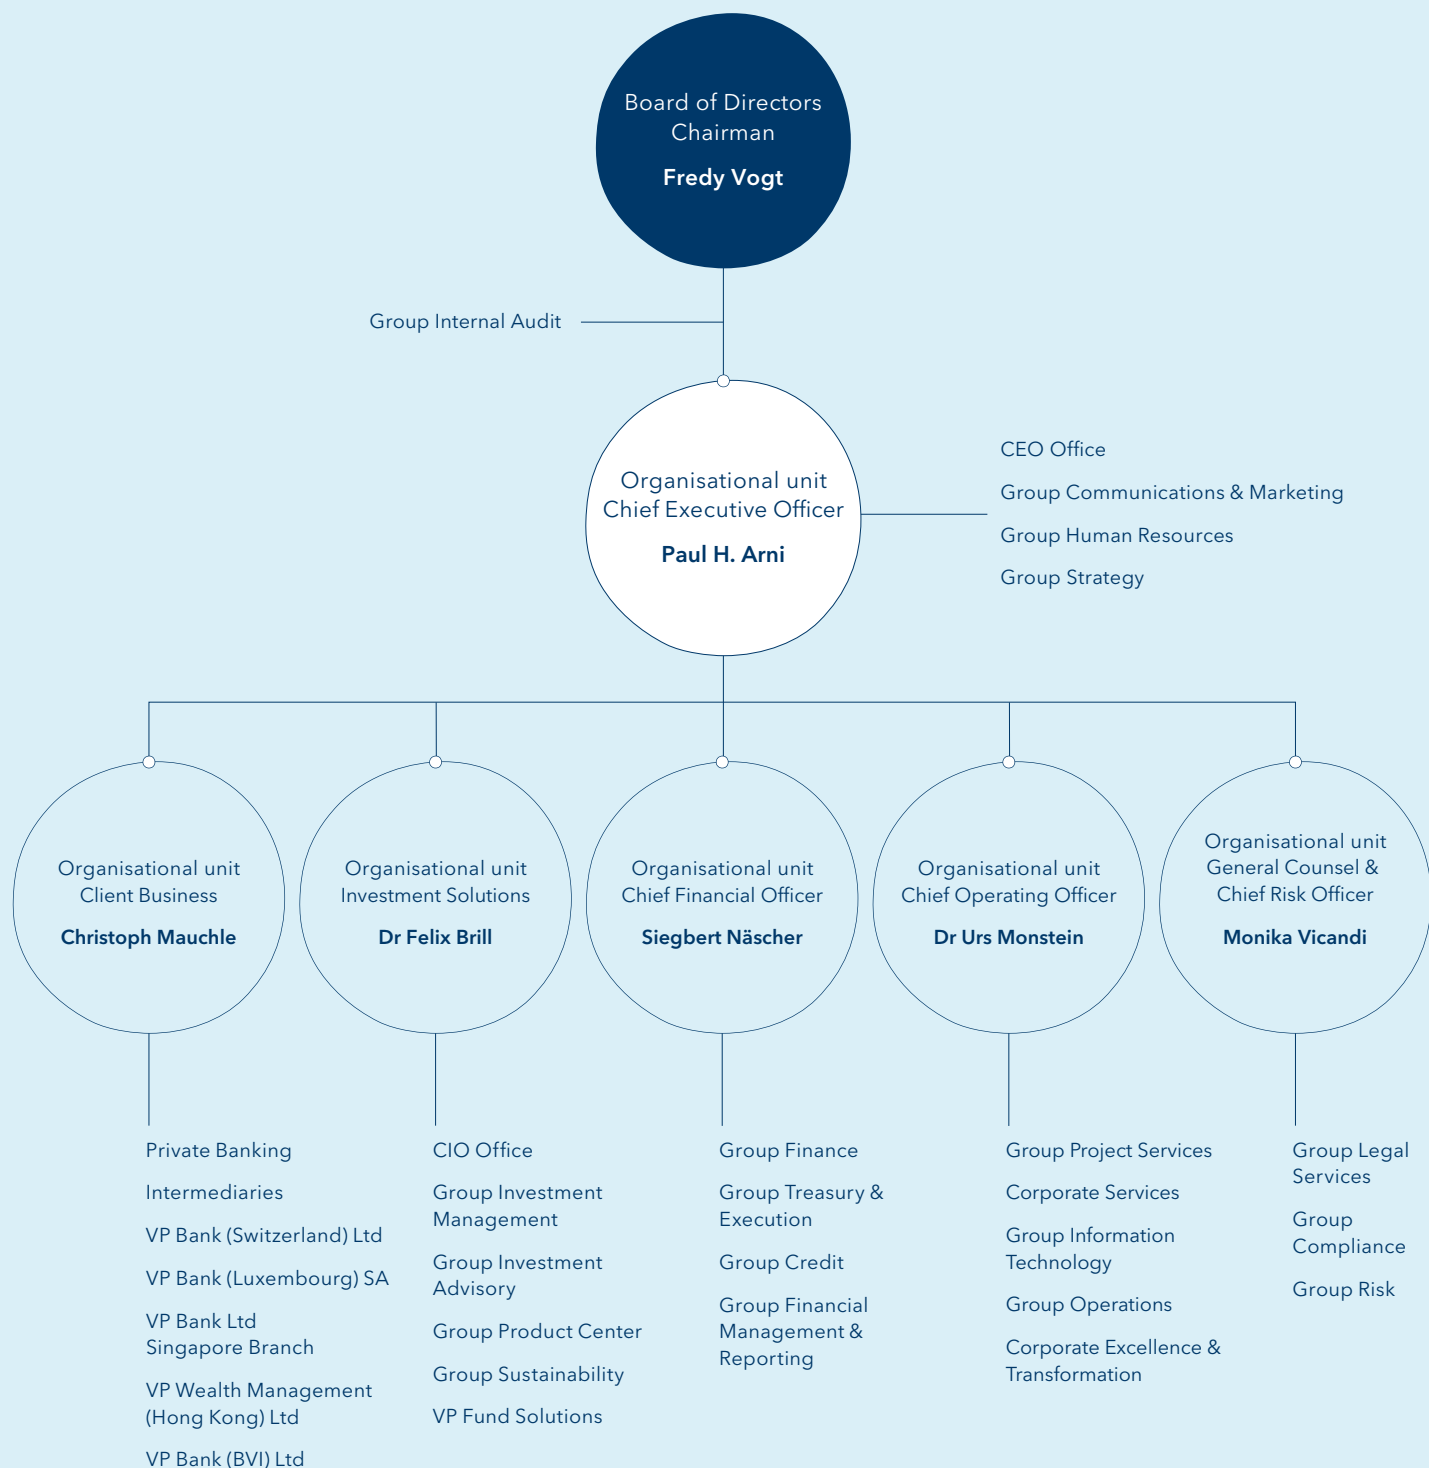 Board of Directors
Chairman
Fredy Vogt
Group Internal Audit
Organisational unit
Chief Executive Officer
Paul H. Arni
CEO Office
Group Communications & Marketing
Group Human Resources
Group Strategy
Organisational unit
Client Business
Christoph Mauchle
Organisational unit
Investment Solutions
Dr Felix Brill
Organisational unit
Chief Financial Officer
Siegbert Näscher
Organisational unit
Chief Operating Officer
Dr Urs Monstein
Organisational unit
General Counsel &
Chief Risk Officer
Monika Vicandi
Private Banking
Intermediaries
VP Bank (Switzerland) Ltd
VP Bank (Luxembourg) SA
VP Bank Ltd
Singapore Branch
VP Wealth Management
(Hong Kong) Ltd
VP Bank (BVI) Ltd
CIO Office
Group Investment
Management
Group Investment
Advisory
Group Product Center
Group Sustainability
VP Fund Solutions
Group Finance
Group Treasury &
Execution
Group Credit
Group Financial
Management &
Reporting
Group Project Services
Corporate Services
Group Information
Technology
Group Operations
Corporate Excellence &
Transformation
Group Legal
Services
Group
Compliance
Group Risk